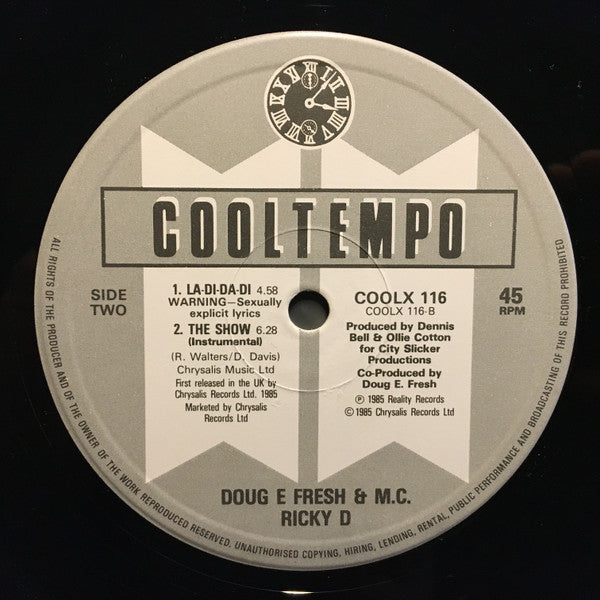 COOLTEMPO
SIDE
TWO
1. LA-DI-DA-DI 4.58
WARNING—Sexually
explicit lyrics
2. THE SHOW 6.28
(Instrumental)
(R. Walters/D. Davis)
Chrysalis Music Ltd
First released in the UK by
Chrysalis Records Ltd. 1985
Marketed by Chrysalis
Records Ltd
COOLX 116
COOLX 116-B
Produced by Dennis
Bell & Ollie Cotton
for City Slicker
Productions
Co-Produced by
Doug E. Fresh
℗ 1985 Reality Records
© 1985 Chrysalis Records Ltd
45
RPM
DOUG E FRESH & M.C.
RICKY D
ALL RIGHTS OF THE PRODUCER AND OF THE OWNER OF THE WORK REPRODUCED RESERVED. UNAUTHORISED COPYING, HIRING, LENDING, RENTAL, PUBLIC PERFORMANCE AND BROADCASTING OF THIS RECORD PROHIBITED